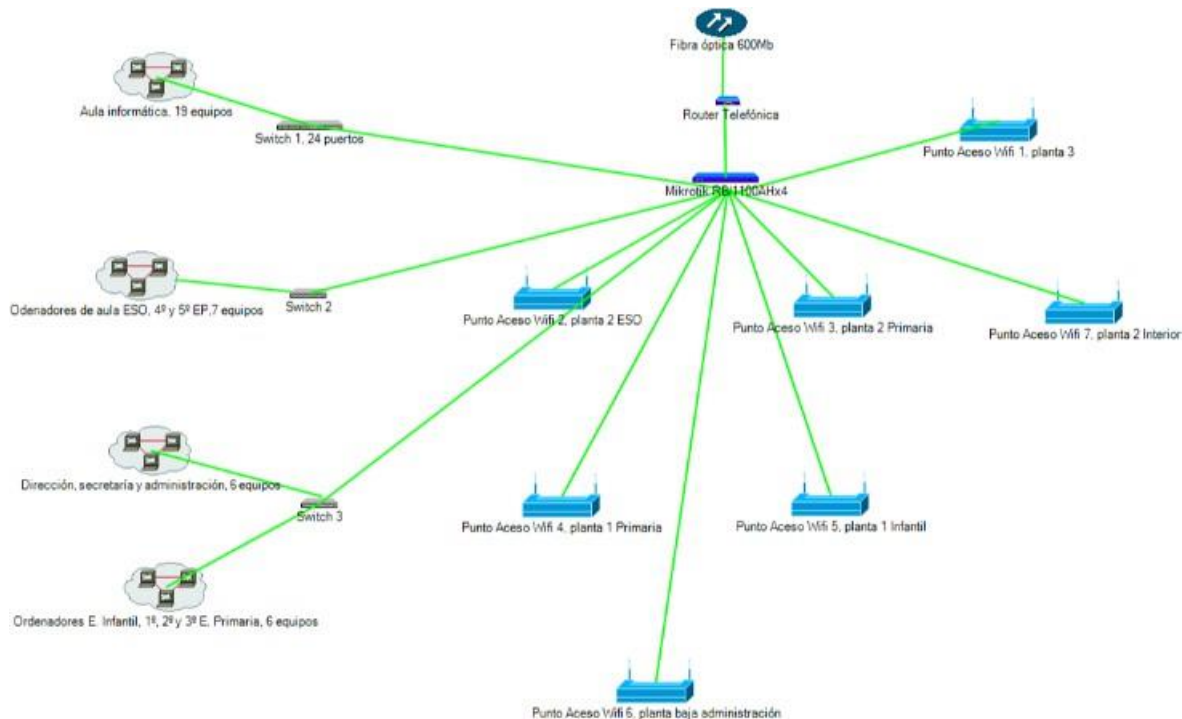 Fibra óptica 600Mb
Aula informática, 19 equipos
Router Telefónica
Switch 1, 24 puertos
Punto Aceso Wifi 1, planta 3
Mikrotik RB/1100AHx4
Odenadores de aula ESO, 4º y 5º EP,7 equipos
Switch 2
Punto Aceso Wifi 2, planta 2 ESO
Punto Aceso Wifi 3, planta 2 Primaria
Punto Aceso Wifi 7, planta 2 Interior
Dirección, secretaría y administración, 6 equipos
Switch 3
Punto Aceso Wifi 4, planta 1 Primaria
Punto Aceso Wifi 5, planta 1 Infantil
Ordenadores E. Infantil, 1º, 2º y 3º E, Primaria, 6 equipos
Punto Aceso Wifi 6, planta baja administración